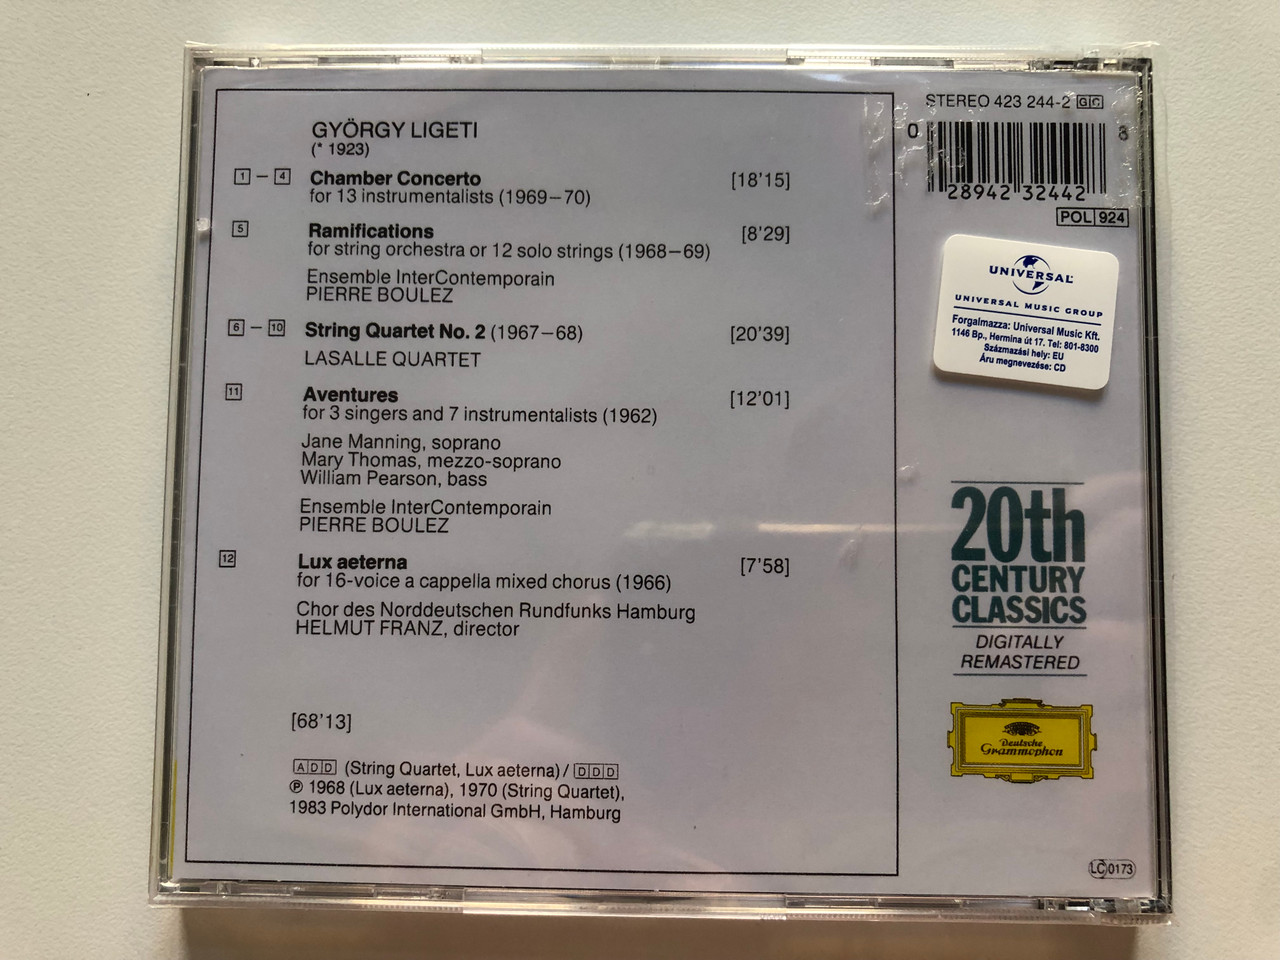 GYÖRGY LIGETI
(* 1923)
1 – 4 Chamber Concerto [18'15]
for 13 instrumentalists (1969–70)
5 Ramifications [8'29]
for string orchestra or 12 solo strings (1968–69)
Ensemble InterContemporain
PIERRE BOULEZ
6 – 10 String Quartet No. 2 (1967–68) [20'39]
LASALLE QUARTET
11 Aventures [12'01]
for 3 singers and 7 instrumentalists (1962)
Jane Manning, soprano
Mary Thomas, mezzo-soprano
William Pearson, bass
Ensemble InterContemporain
PIERRE BOULEZ
12 Lux aeterna [7'58]
for 16-voice a cappella mixed chorus (1966)
Chor des Norddeutschen Rundfunks Hamburg
HELMUT FRANZ, director
[68'13]
ADD (String Quartet, Lux aeterna) / DDD
℗ 1968 (Lux aeterna), 1970 (String Quartet),
1983 Polydor International GmbH, Hamburg
STEREO 423 244-2 GC
0 28942 32442 8
POL 924
UNIVERSAL
UNIVERSAL MUSIC GROUP
Forgalmazza: Universal Music Kft.
1146 Bp., Hermina út 17. Tel: 801-8300
Származási hely: EU
Áru megnevezése: CD
20th
CENTURY
CLASSICS
DIGITALLY
REMASTERED
Deutsche
Grammophon
LC 0173